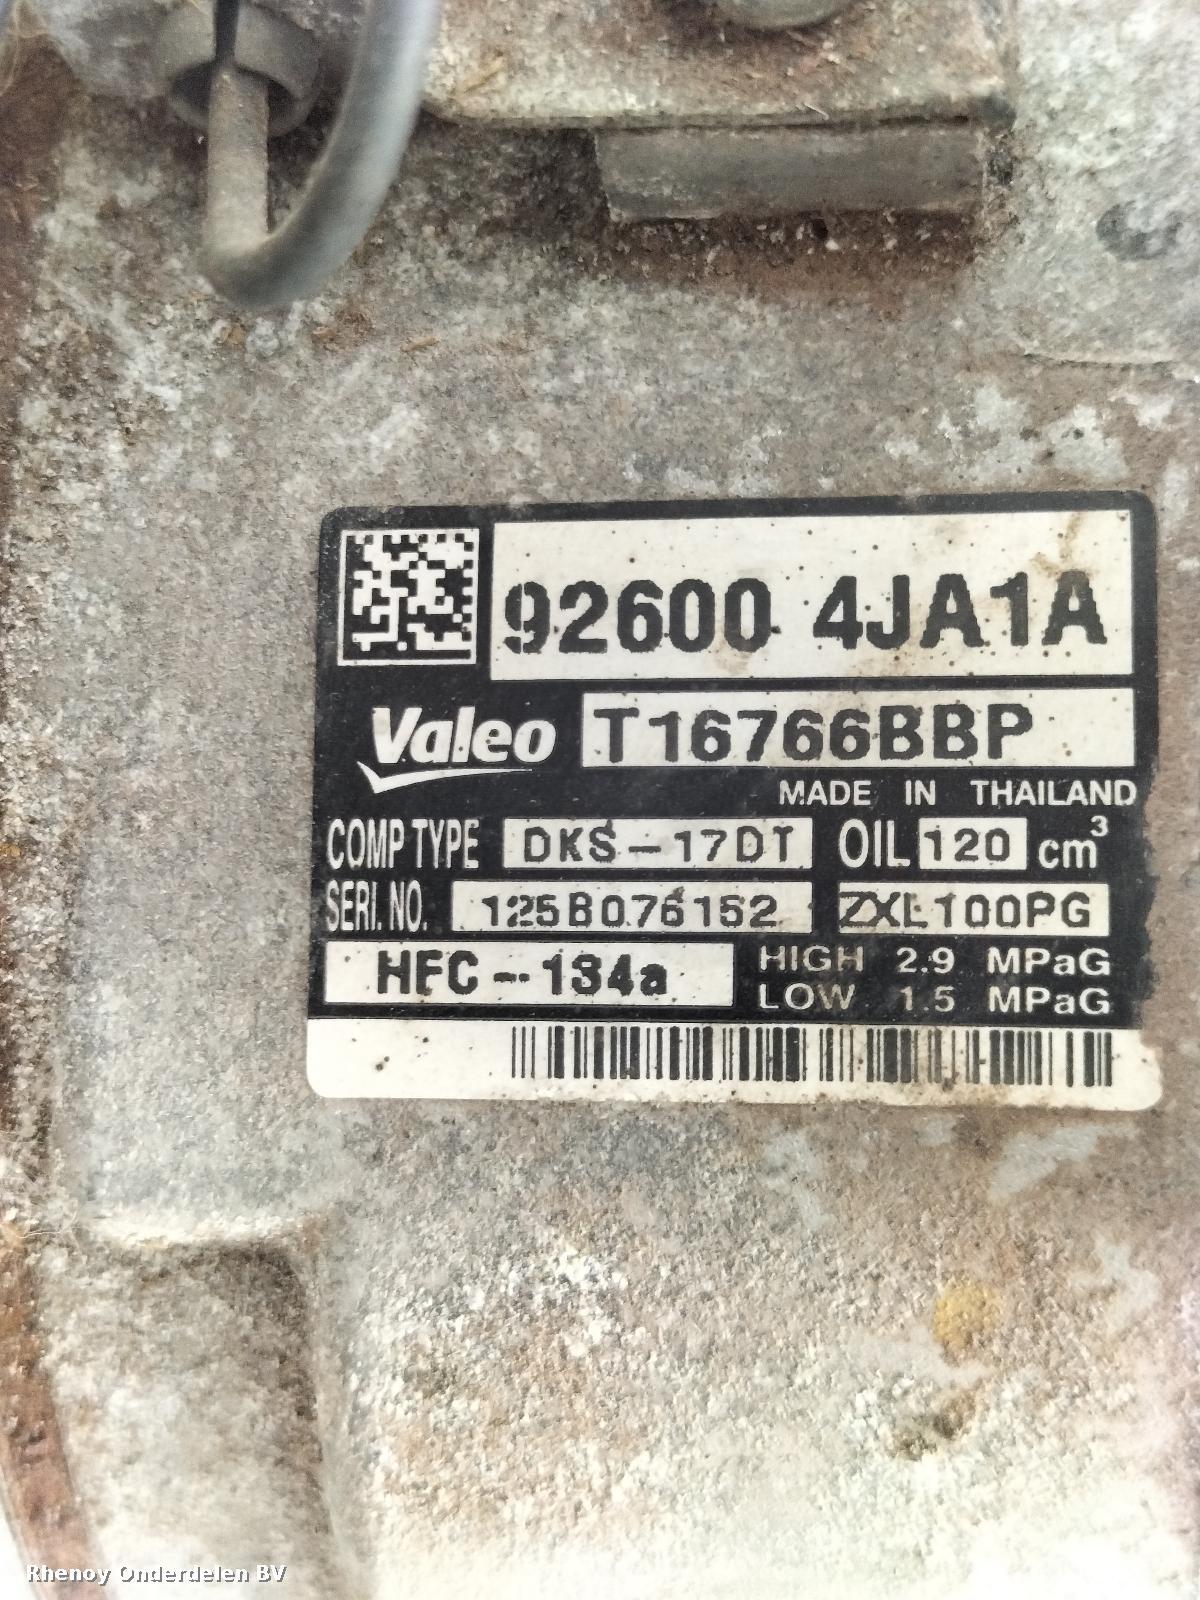 92600 4JA1A
Valeo T16766BBP
MADE IN THAILAND
COMP TYPE DKS-17DT OIL 120 cm³
SERI. NO. 125B076152 ZXL100PG
HFC-134a HIGH 2.9 MPaG
LOW 1.5 MPaG
Rhenoy Onderdelen BV